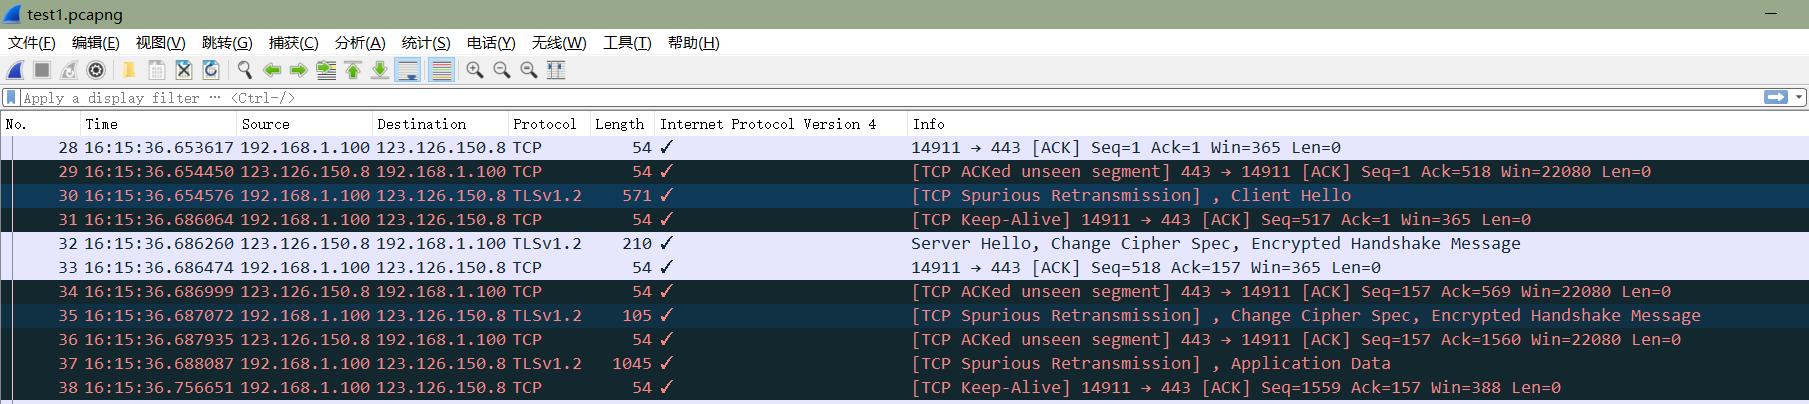 test1.pcapng
文件(F) 编辑(E) 视图(V) 跳转(G) 捕获(C) 分析(A) 统计(S) 电话(Y) 无线(W) 工具(T) 帮助(H)
Apply a display filter … <Ctrl-/>
No. Time Source Destination Protocol Length Internet Protocol Version 4 Info
28 16:15:36.653617 192.168.1.100 123.126.150.8 TCP 54 ✓ 14911 → 443 [ACK] Seq=1 Ack=1 Win=365 Len=0
29 16:15:36.654450 123.126.150.8 192.168.1.100 TCP 54 ✓ [TCP ACKed unseen segment] 443 → 14911 [ACK] Seq=1 Ack=518 Win=22080 Len=0
30 16:15:36.654576 192.168.1.100 123.126.150.8 TLSv1.2 571 ✓ [TCP Spurious Retransmission] , Client Hello
31 16:15:36.686064 192.168.1.100 123.126.150.8 TCP 54 ✓ [TCP Keep-Alive] 14911 → 443 [ACK] Seq=517 Ack=1 Win=365 Len=0
32 16:15:36.686260 123.126.150.8 192.168.1.100 TLSv1.2 210 ✓ Server Hello, Change Cipher Spec, Encrypted Handshake Message
33 16:15:36.686474 192.168.1.100 123.126.150.8 TCP 54 ✓ 14911 → 443 [ACK] Seq=518 Ack=157 Win=365 Len=0
34 16:15:36.686999 123.126.150.8 192.168.1.100 TCP 54 ✓ [TCP ACKed unseen segment] 443 → 14911 [ACK] Seq=157 Ack=569 Win=22080 Len=0
35 16:15:36.687072 192.168.1.100 123.126.150.8 TLSv1.2 105 ✓ [TCP Spurious Retransmission] , Change Cipher Spec, Encrypted Handshake Message
36 16:15:36.687935 123.126.150.8 192.168.1.100 TCP 54 ✓ [TCP ACKed unseen segment] 443 → 14911 [ACK] Seq=157 Ack=1560 Win=22080 Len=0
37 16:15:36.688087 192.168.1.100 123.126.150.8 TLSv1.2 1045 ✓ [TCP Spurious Retransmission] , Application Data
38 16:15:36.756651 192.168.1.100 123.126.150.8 TCP 54 ✓ [TCP Keep-Alive] 14911 → 443 [ACK] Seq=1559 Ack=157 Win=388 Len=0